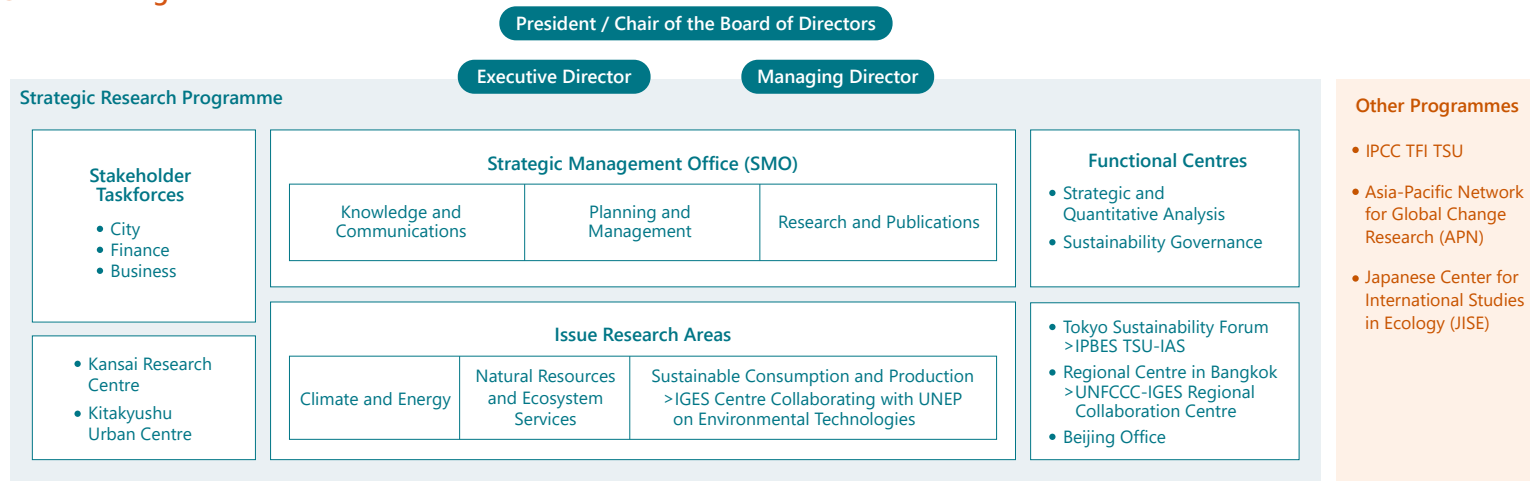 President / Chair of the Board of Directors
Executive Director
Managing Director
Strategic Research Programme
Stakeholder
Taskforces
• City
• Finance
• Business
• Kansai Research
Centre
• Kitakyushu
Urban Centre
Strategic Management Office (SMO)
Knowledge and
Communications
Planning and
Management
Research and Publications
Issue Research Areas
Climate and Energy
Natural Resources
and Ecosystem
Services
Sustainable Consumption and Production
>IGES Centre Collaborating with UNEP
on Environmental Technologies
Functional Centres
• Strategic and
Quantitative Analysis
• Sustainability Governance
• Tokyo Sustainability Forum
>IPBES TSU-IAS
• Regional Centre in Bangkok
>UNFCCC-IGES Regional
Collaboration Centre
• Beijing Office
Other Programmes
• IPCC TFI TSU
• Asia-Pacific Network
for Global Change
Research (APN)
• Japanese Center for
International Studies
in Ecology (JISE)